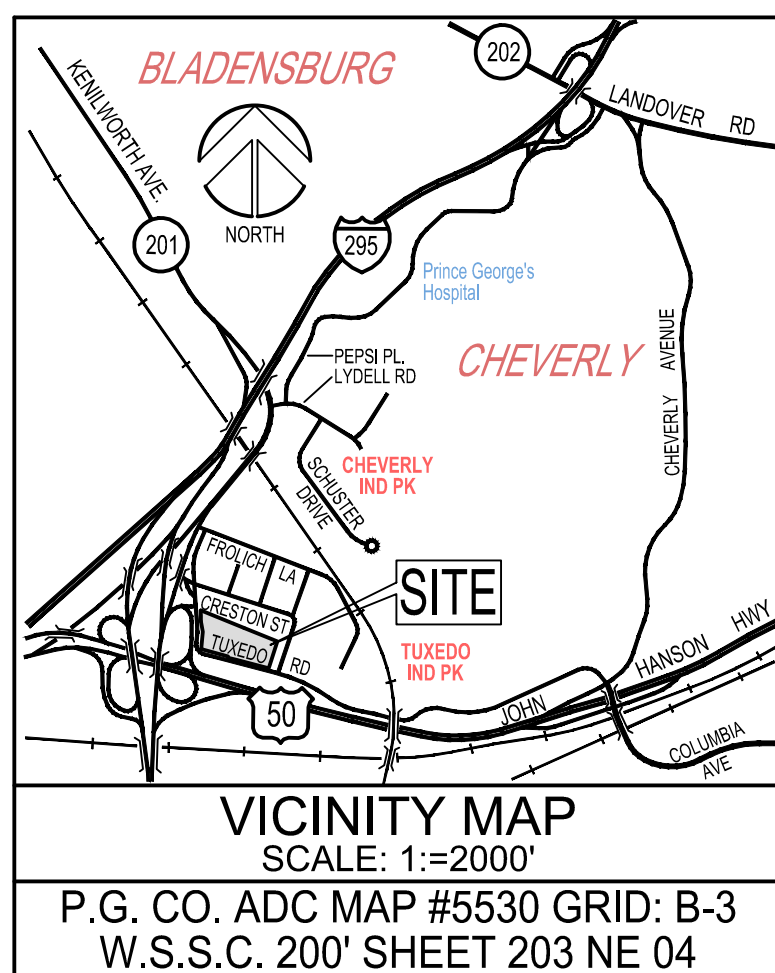 202
BLADENSBURG
KENILWORTH AVE.
LANDOVER RD
NORTH
201
295
Prince George's
Hospital
PEPSI PL.
LYDELL RD
CHEVERLY
CHEVERLY AVENUE
CHEVERLY
IND PK
SCHUSTER
DRIVE
FROLICH LA
SITE
CRESTON ST
TUXEDO RD
TUXEDO
IND PK
50
JOHN HANSON HWY
COLUMBIA
AVE
VICINITY MAP
SCALE: 1:=2000'
P.G. CO. ADC MAP #5530 GRID: B-3
W.S.S.C. 200' SHEET 203 NE 04